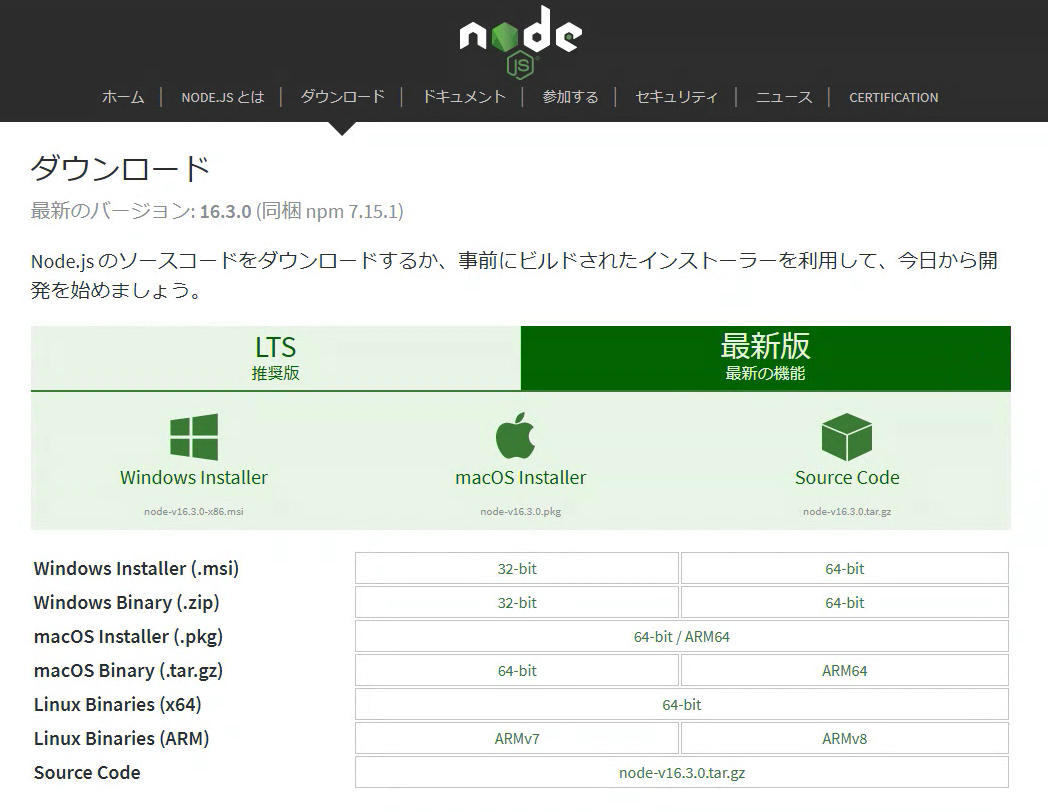 node
JS
ホーム | NODE.JS とは | ダウンロード | ドキュメント | 参加する | セキュリティ | ニュース | CERTIFICATION
ダウンロード
最新のバージョン: 16.3.0 (同梱 npm 7.15.1)
Node.js のソースコードをダウンロードするか、事前にビルドされたインストーラーを利用して、今日から開
発を始めましょう。
LTS
推奨版
最新版
最新の機能
Windows Installer
node-v16.3.0-x86.msi
macOS Installer
node-v16.3.0.pkg
Source Code
node-v16.3.0.tar.gz
Windows Installer (.msi) 32-bit 64-bit
Windows Binary (.zip) 32-bit 64-bit
macOS Installer (.pkg) 64-bit / ARM64
macOS Binary (.tar.gz) 64-bit ARM64
Linux Binaries (x64) 64-bit
Linux Binaries (ARM) ARMv7 ARMv8
Source Code node-v16.3.0.tar.gz